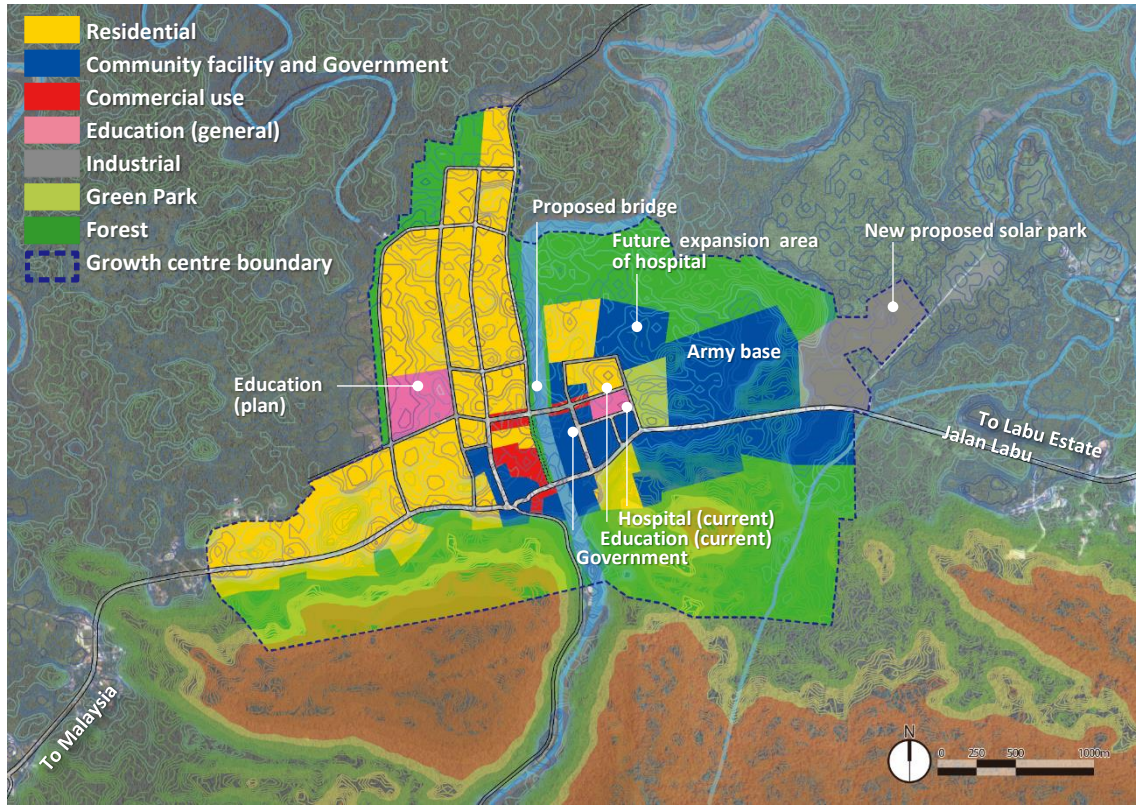 Residential
Community facility and Government
Commercial use
Education (general)
Industrial
Green Park
Forest
Growth centre boundary
Proposed bridge
Future expansion area
of hospital
New proposed solar park
Army base
Education
(plan)
To Labu Estate
Jalan Labu
Hospital (current)
Education (current)
Government
To Malaysia
N
0 250 500 1000m